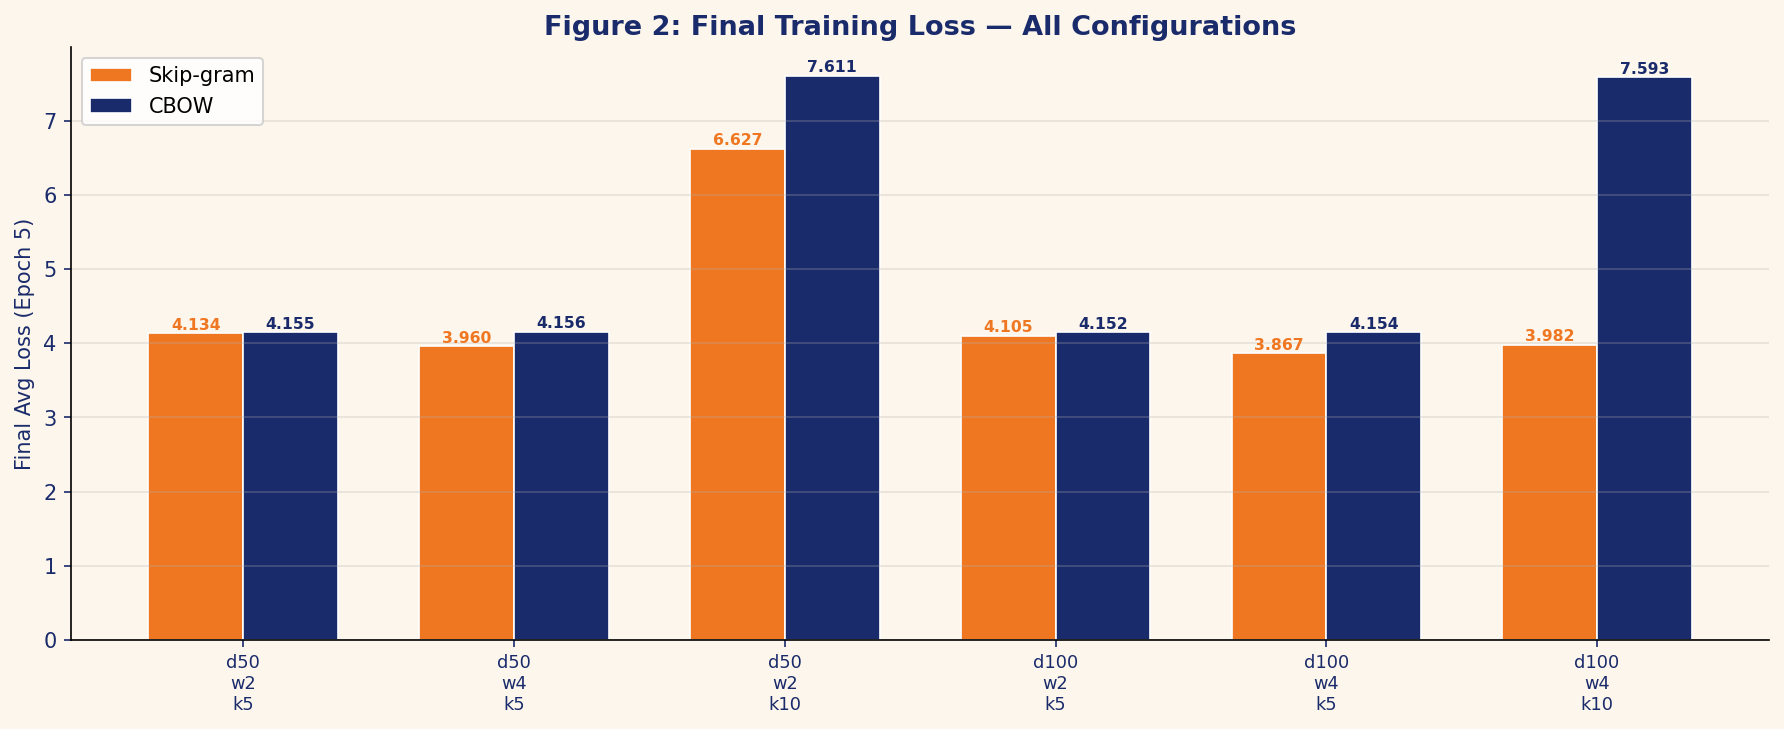 Figure 2: Final Training Loss — All Configurations
Skip-gram
CBOW
Final Avg Loss (Epoch 5)
7
6
5
4
3
2
1
0
4.134
4.155
3.960
4.156
6.627
7.611
4.105
4.152
3.867
4.154
3.982
7.593
d50
w2
k5
d50
w4
k5
d50
w2
k10
d100
w2
k5
d100
w4
k5
d100
w4
k10